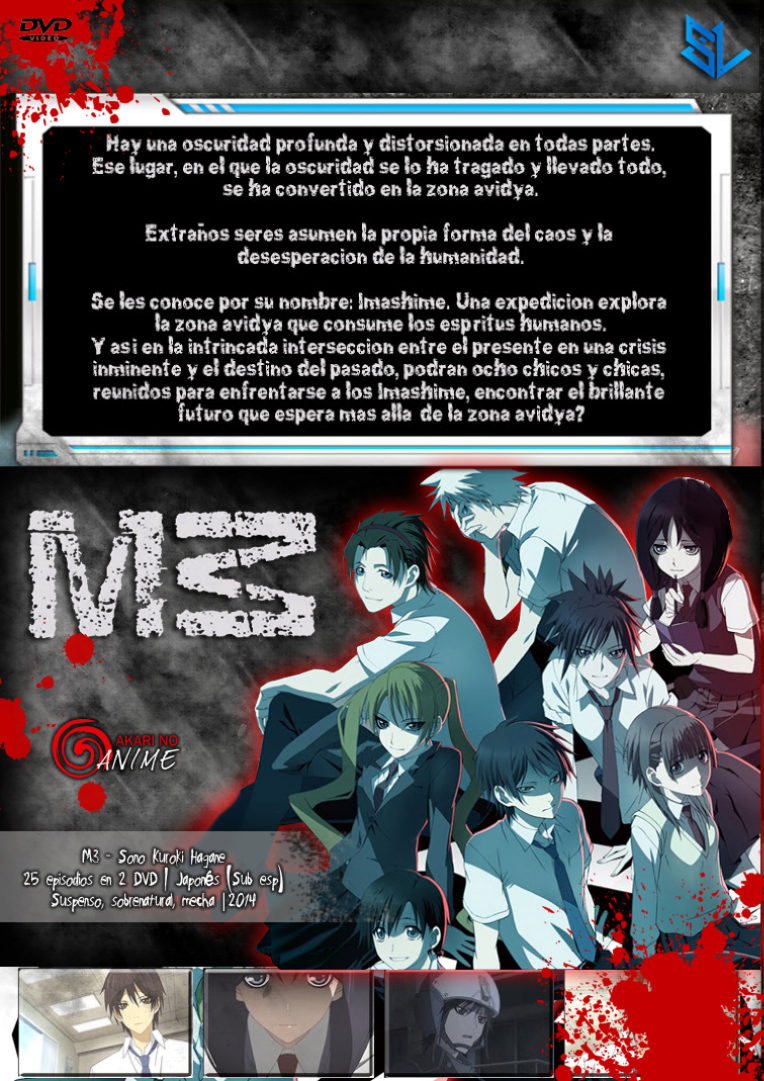 DVD
VIDEO
SL
Hay una oscuridad profunda y distorsionada en todas partes.
Ese lugar, en el que la oscuridad se lo ha tragado y llevado todo,
se ha convertido en la zona avidya.
Extraños seres asumen la propia forma del caos y la
desesperacion de la humanidad.
Se les conoce por su nombre: Imashime. Una expedicion explora
la zona avidya que consume los espritus humanos.
Y asi en la intrincada interseccion entre el presente en una crisis
inminente y el destino del pasado, podran ocho chicos y chicas,
reunidos para enfrentarse a los Imashime, encontrar el brillante
futuro que espera mas alla de la zona avidya?
M3
AKARI NO
ANIME
M3 - Sono Kuroki Hagane
25 episodios en 2 DVD | Japonés (Sub esp)
Suspenso, sobrenatural, mecha | 2014